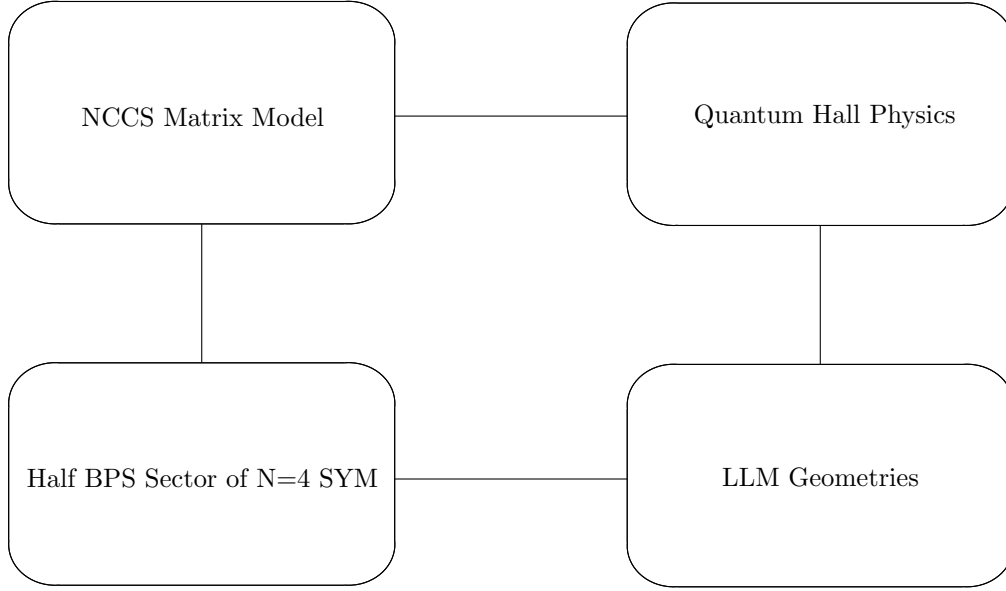 NCCS Matrix Model
Quantum Hall Physics
Half BPS Sector of N=4 SYM
LLM Geometries